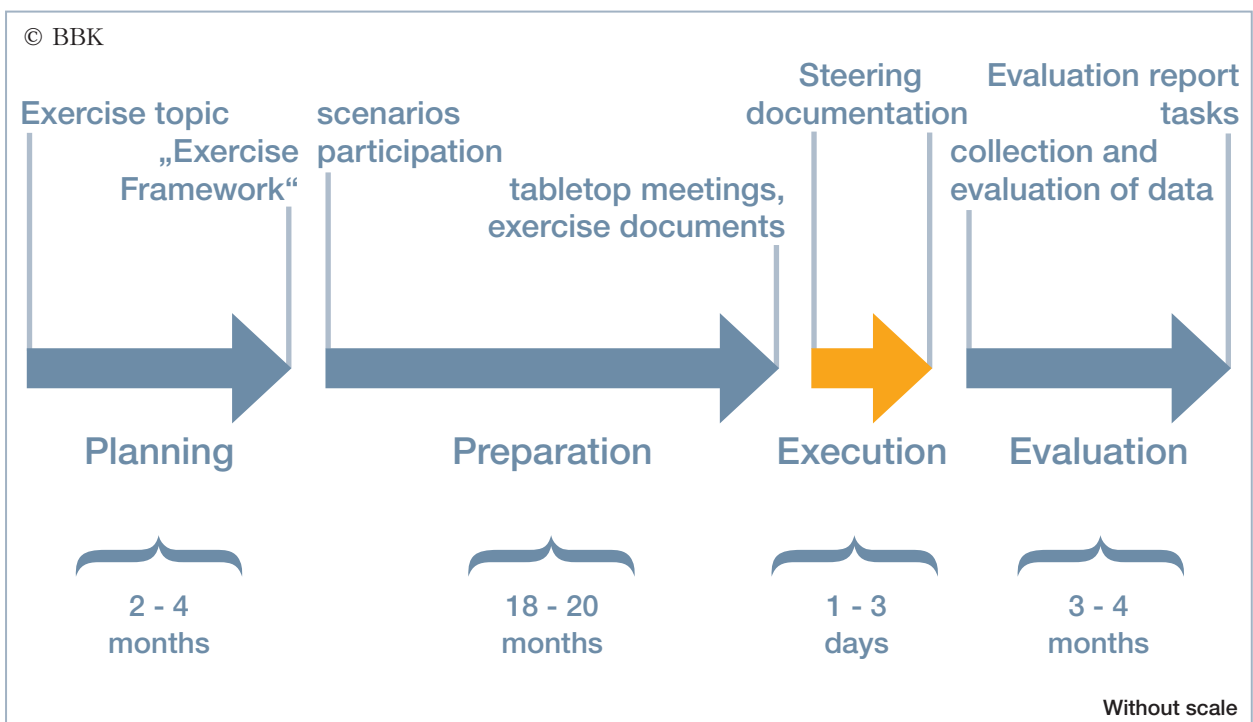 © BBK
Exercise topic
„Exercise
Framework“
scenarios
participation
tabletop meetings,
exercise documents
Steering
documentation
Evaluation report
tasks
collection and
evaluation of data
Planning
Preparation
Execution
Evaluation
2 - 4
months
18 - 20
months
1 - 3
days
3 - 4
months
Without scale